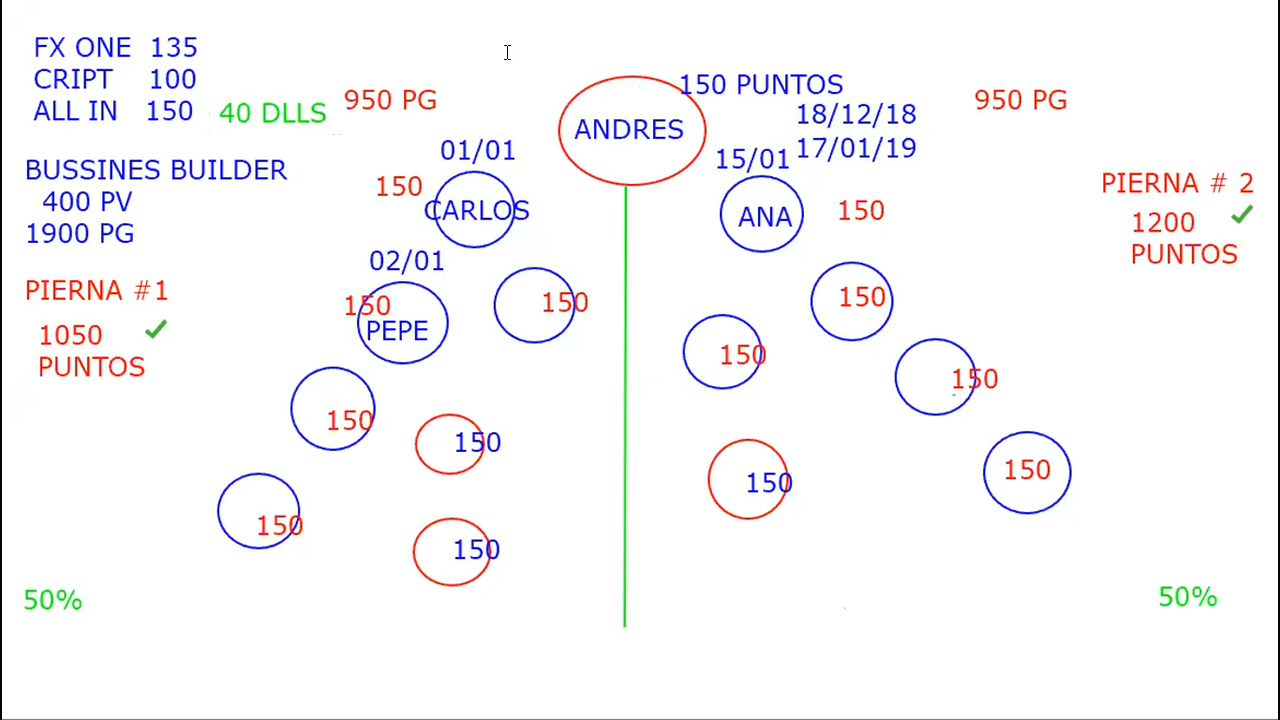 FX ONE 135
CRIPT 100
ALL IN 150
40 DLLS
950 PG
BUSSINES BUILDER
400 PV
1900 PG
PIERNA #1
1050
PUNTOS
50%
ANDRES
150 PUNTOS
18/12/18
17/01/19
950 PG
01/01
150
CARLOS
02/01
150
PEPE
150
150
150
150
150
15/01
ANA
150
150
150
150
150
150
PIERNA # 2
1200
PUNTOS
50%